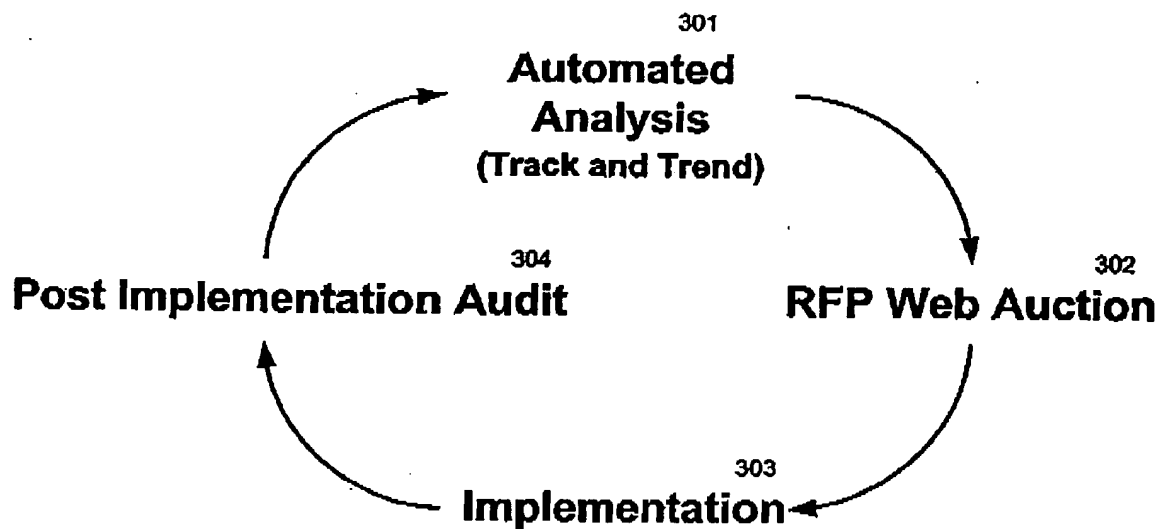 301
Automated
Analysis
(Track and Trend)
304
Post Implementation Audit
302
RFP Web Auction
303
Implementation